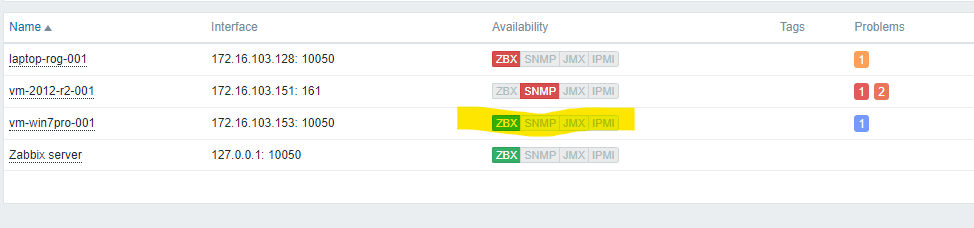 Name Interface Availability Tags Problems
laptop-rog-001 172.16.103.128: 10050 ZBX SNMP JMX IPMI 1
vm-2012-r2-001 172.16.103.151: 161 ZBX SNMP JMX IPMI 1 2
vm-win7pro-001 172.16.103.153: 10050 ZBX SNMP JMX IPMI 1
Zabbix server 127.0.0.1: 10050 ZBX SNMP JMX IPMI